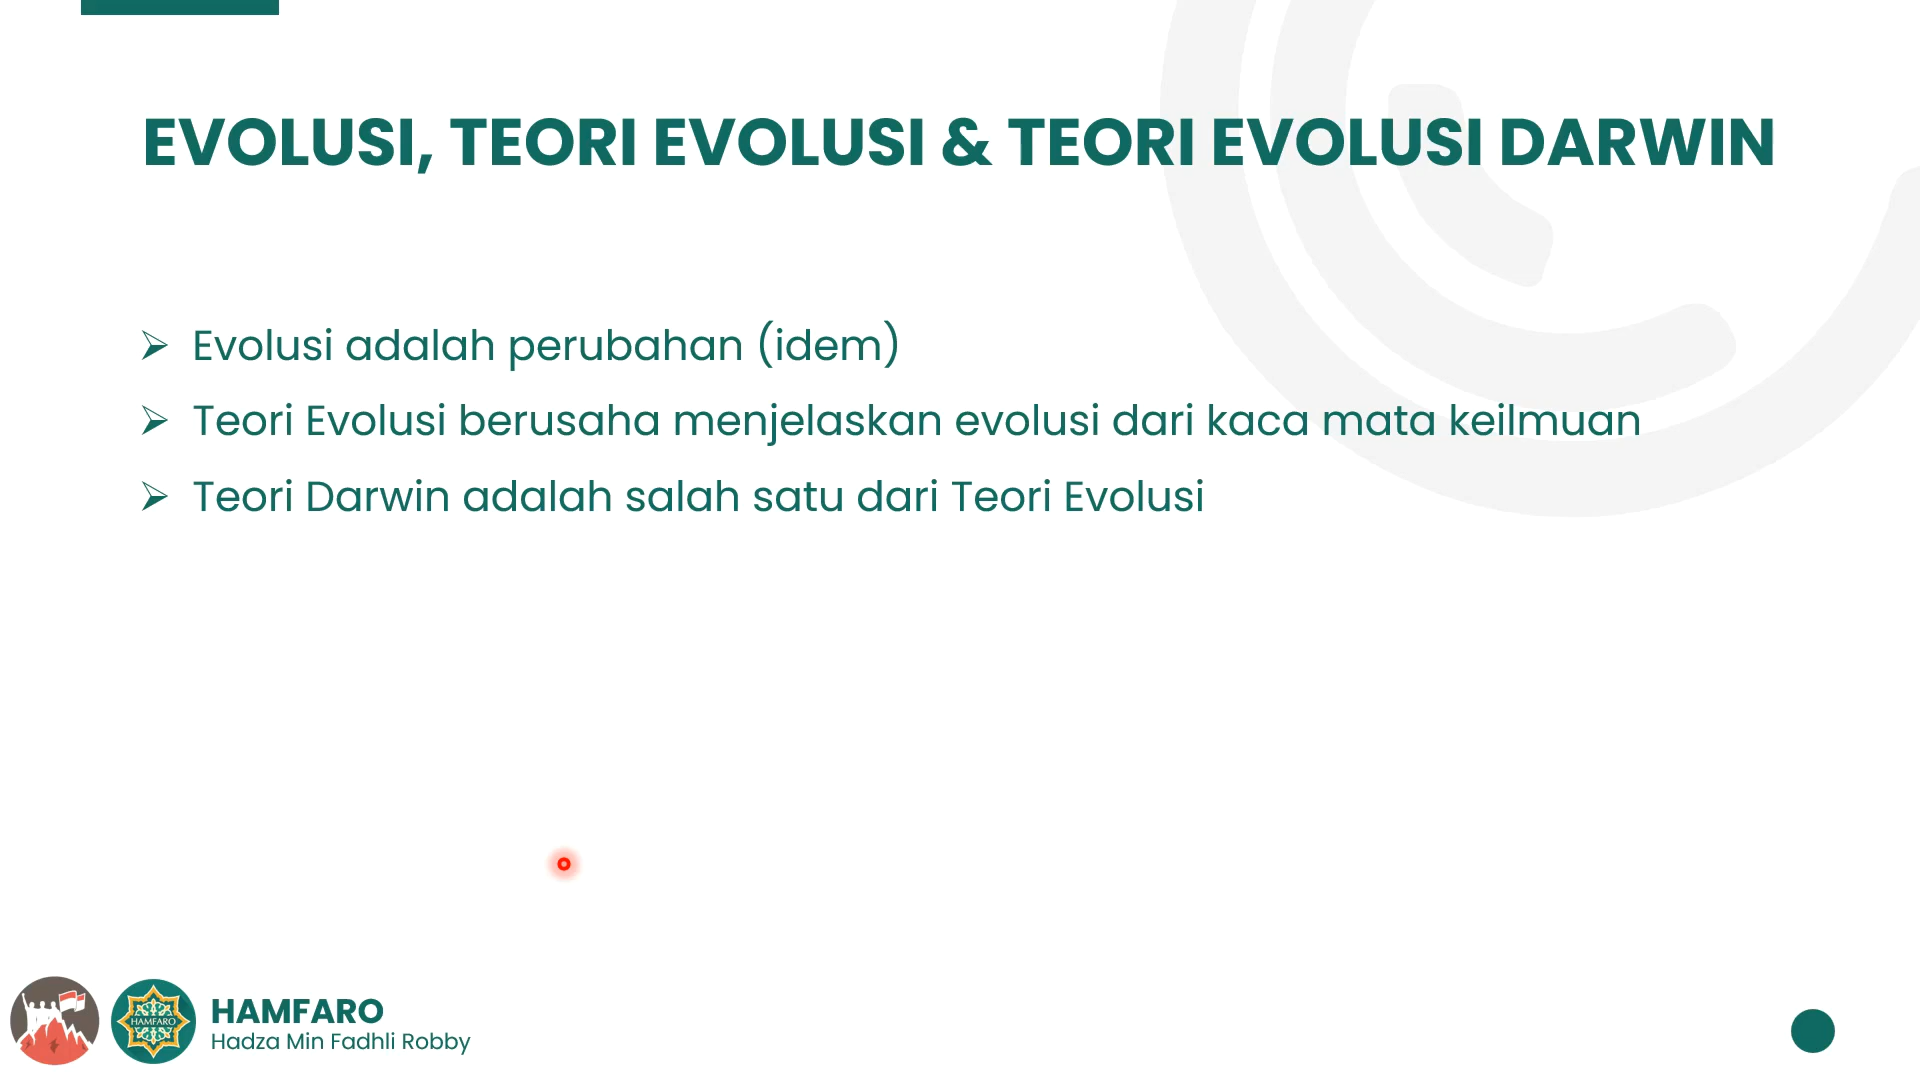 EVOLUSI, TEORI EVOLUSI & TEORI EVOLUSI DARWIN
Evolusi adalah perubahan (idem)
Teori Evolusi berusaha menjelaskan evolusi dari kaca mata keilmuan
Teori Darwin adalah salah satu dari Teori Evolusi
HAMFARO
HAMFARO
Hadza Min Fadhli Robby